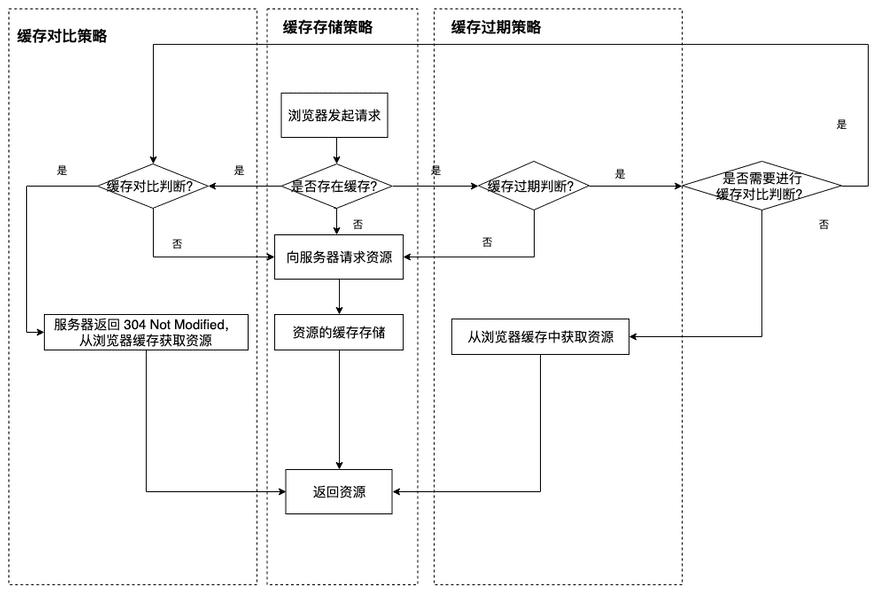 缓存对比策略
缓存存储策略
缓存过期策略
浏览器发起请求
是
是
缓存对比判断？
是
是否存在缓存？
是
缓存过期判断？
是
是否需要进行
缓存对比判断？
否
否
否
否
向服务器请求资源
服务器返回 304 Not Modified，
从浏览器缓存获取资源
资源的缓存存储
从浏览器缓存中获取资源
返回资源